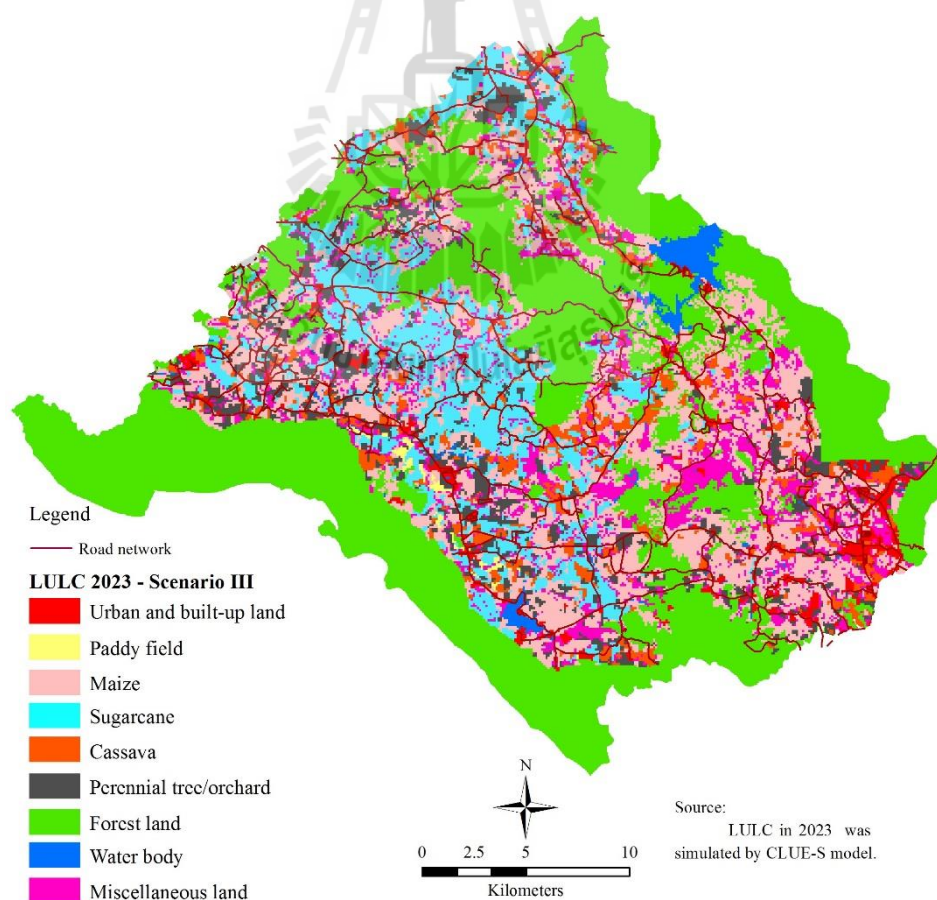 Legend
Road network
LULC 2023 - Scenario III
Urban and built-up land
Paddy field
Maize
Sugarcane
Cassava
Perennial tree/orchard
Forest land
Water body
Miscellaneous land
0 2.5 5 10
Kilometers
Source:
LULC in 2023 was
simulated by CLUE-S model.